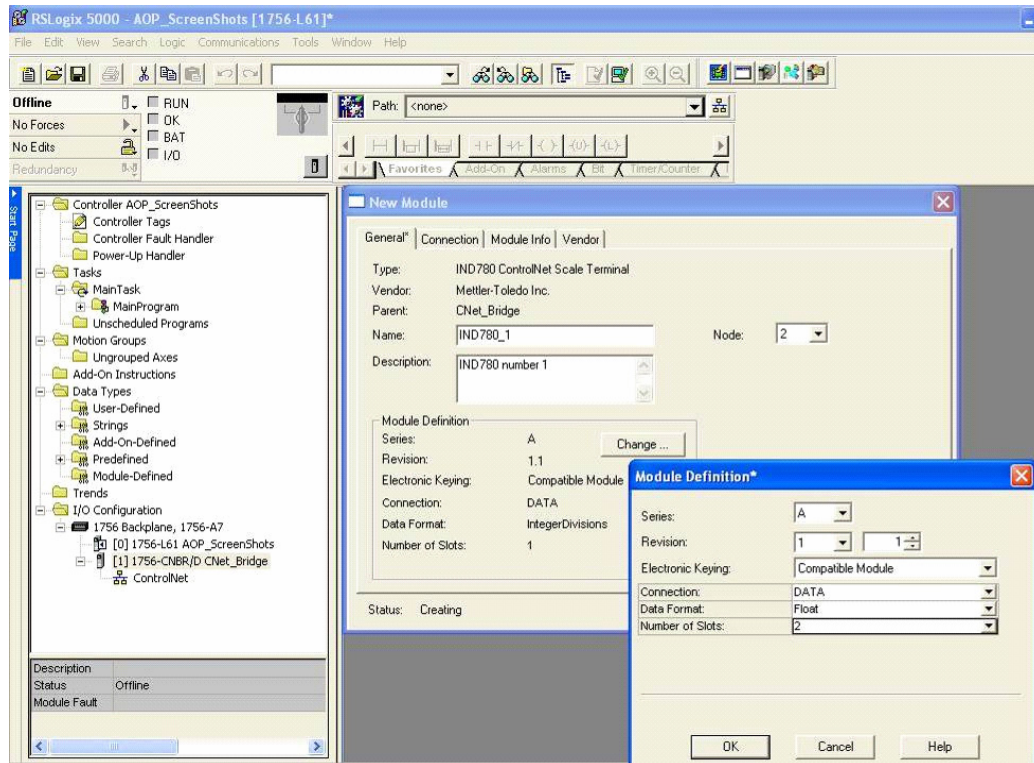 RSLogix 5000 - AOP_ScreenShots [1756-L61]*
File Edit View Search Logic Communications Tools Window Help
Offline
RUN
No Forces
OK
No Edits
BAT
Redundancy
I/O
Path: <none>
Favorites Add-On Alarms Bit Timer/Counter
Start Page
Controller AOP_ScreenShots
Controller Tags
Controller Fault Handler
Power-Up Handler
Tasks
MainTask
MainProgram
Unscheduled Programs
Motion Groups
Ungrouped Axes
Add-On Instructions
Data Types
User-Defined
Strings
Add-On-Defined
Predefined
Module-Defined
Trends
I/O Configuration
1756 Backplane, 1756-A7
[0] 1756-L61 AOP_ScreenShots
[1] 1756-CNBR/D CNet_Bridge
ControlNet
Description
Status Offline
Module Fault
New Module
General* Connection Module Info Vendor
Type: IND780 ControlNet Scale Terminal
Vendor: Mettler-Toledo Inc.
Parent: CNet_Bridge
Name: IND780_1 Node: 2
Description: IND780 number 1
Module Definition
Series: A Change ...
Revision: 1.1
Electronic Keying: Compatible Module
Connection: DATA
Data Format: IntegerDivisions
Number of Slots: 1
Status: Creating
Module Definition*
Series: A
Revision: 1 1
Electronic Keying: Compatible Module
Connection: DATA
Data Format: Float
Number of Slots: 2
OK Cancel Help